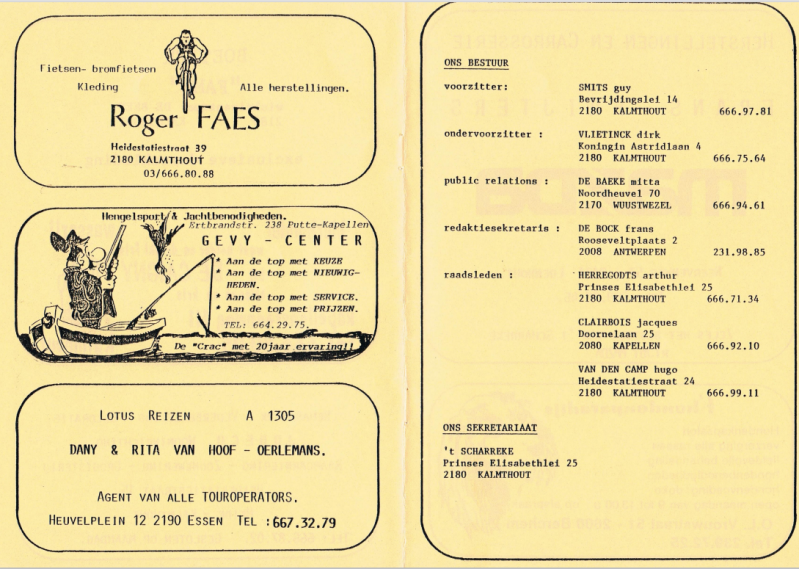 Fietsen- bromfietsen
Kleding
Alle herstellingen.
Roger FAES
Heidestatiestraat 39
2180 KALMTHOUT
03/666.80.88
Hengelsport & Jachtbenodigheden.
Ertbrandstr. 238 Putte-Kapellen
GEVY - CENTER
* Aan de top met KEUZE
* Aan de top met NIEUWIG-
HEDEN.
* Aan de top met SERVICE.
* Aan de top met PRIJZEN.
TEL: 664.29.75.
De "Crac" met 20jaar ervaring!!
LOTUS REIZEN A 1305
DANY & RITA VAN HOOF - OERLEMANS.
AGENT VAN ALLE TOUROPERATORS.
HEUVELPLEIN 12 2190 ESSEN TEL :667.32.79
ONS BESTUUR
voorzitter: SMITS guy
Bevrijdingslei 14
2180 KALMTHOUT 666.97.81
ondervoorzitter : VLIETINCK dirk
Koningin Astridlaan 4
2180 KALMTHOUT 666.75.64
public relations : DE BAEKE mitta
Noordheuvel 70
2170 WUUSTWEZEL 666.94.61
redaktiesekretaris : DE BOCK frans
Rooseveltplaats 2
2008 ANTWERPEN 231.98.85
raadsleden : HERREGODTS arthur
Prinses Elisabethlei 25
2180 KALMTHOUT 666.71.34
CLAIRBOIS jacques
Doornelaan 25
2080 KAPELLEN 666.92.10
VAN DEN CAMP hugo
Heidestatiestraat 24
2180 KALMTHOUT 666.99.11
ONS SEKRETARIAAT
't SCHARREKE
Prinses Elisabethlei 25
2180 KALMTHOUT